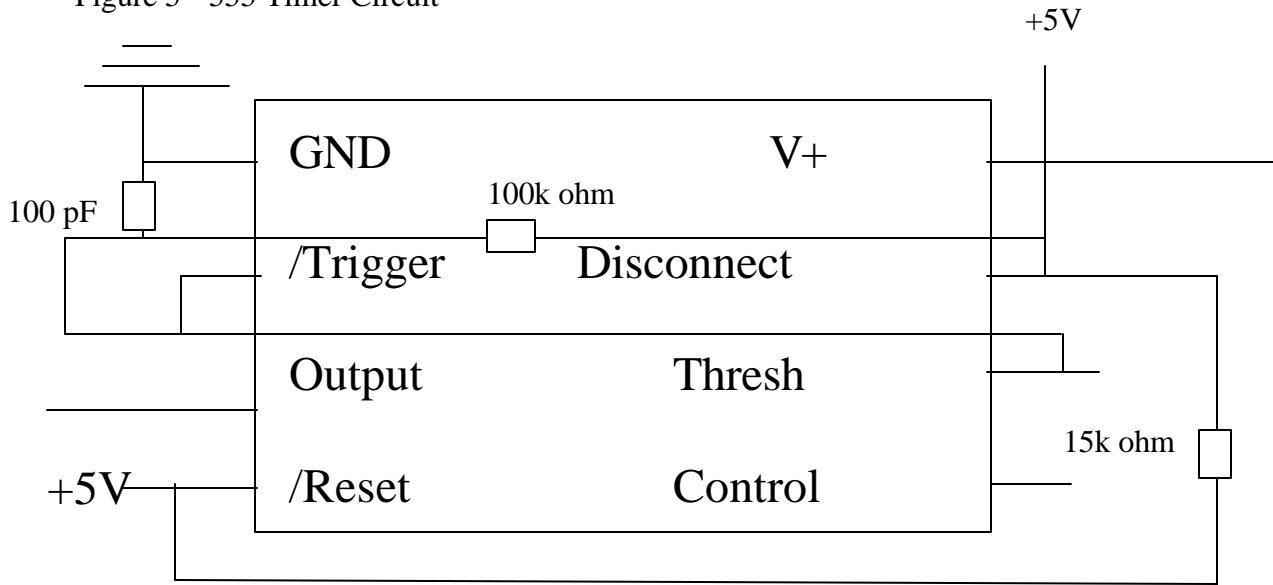 +5V
GND V+
100k ohm
100 pF
/Trigger Disconnect
Output Thresh
15k ohm
+5V /Reset Control